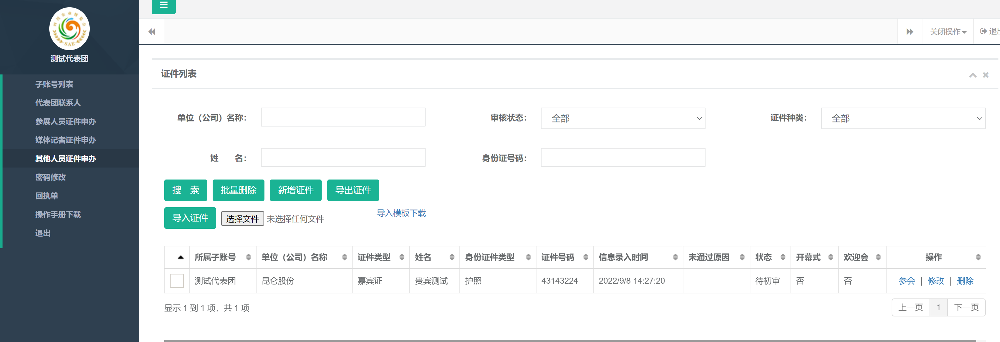 SAE
测试代表团
子账号列表
代表团联系人
参展人员证件申办
媒体记者证件申办
其他人员证件申办
密码修改
回执单
操作手册下载
退出
关闭操作 退出
证件列表
单位（公司）名称： 审核状态： 全部 证件种类： 全部
姓 名： 身份证号码：
搜 索 批量删除 新增证件 导出证件
导入证件 选择文件 未选择任何文件 导入模板下载
所属子账号 单位（公司）名称 证件类型 姓名 身份证件类型 证件号码 信息录入时间 未通过原因 状态 开幕式 欢迎会 操作
测试代表团 昆仑股份 嘉宾证 贵宾测试 护照 43143224 2022/9/8 14:27:20 待初审 否 否 参会 | 修改 | 删除
显示 1 到 1 项，共 1 项 上一页 1 下一页